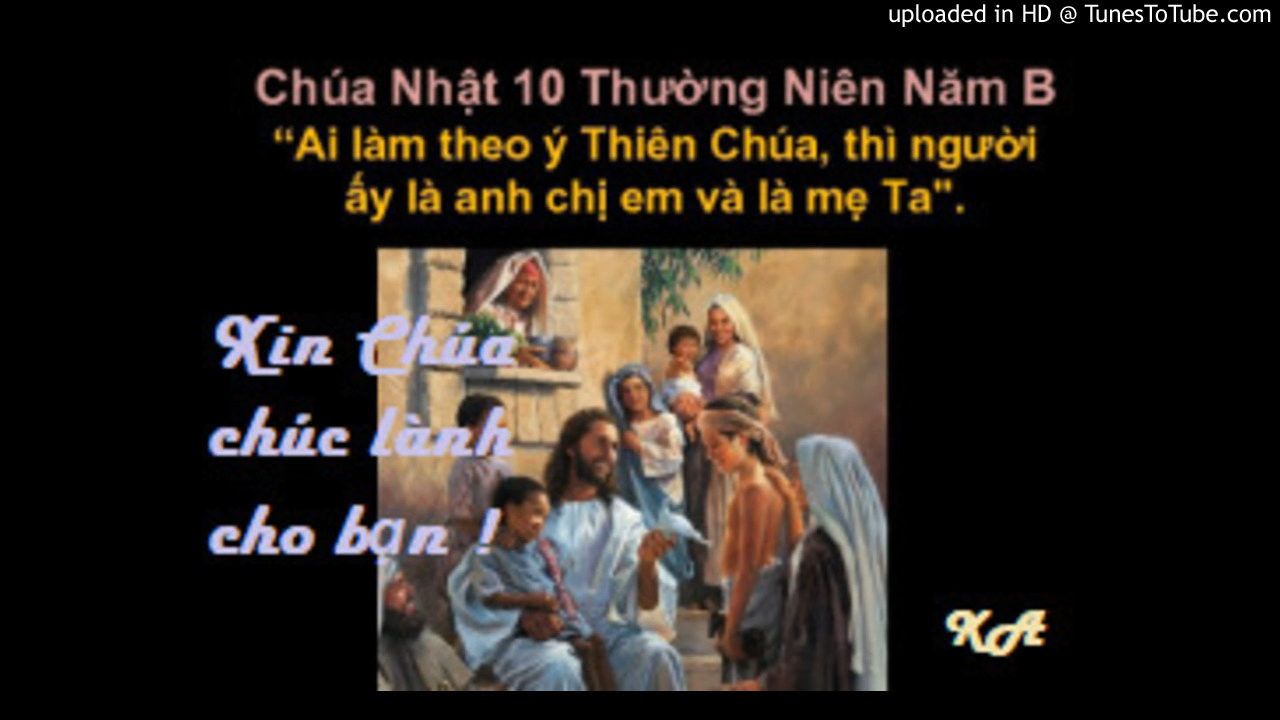 uploaded in HD @ TunesToTube.com
Chúa Nhật 10 Thường Niên Năm B
“Ai làm theo ý Thiên Chúa, thì người
ấy là anh chị em và là mẹ Ta".
Xin Chúa
chúc lành
cho bạn !
XA